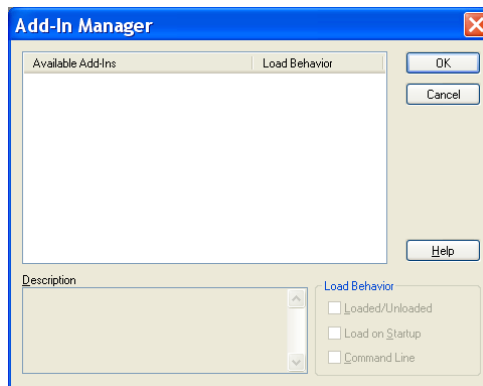 Add-In Manager
Available Add-Ins Load Behavior
OK
Cancel
Help
Description
Load Behavior
Loaded/Unloaded
Load on Startup
Command Line